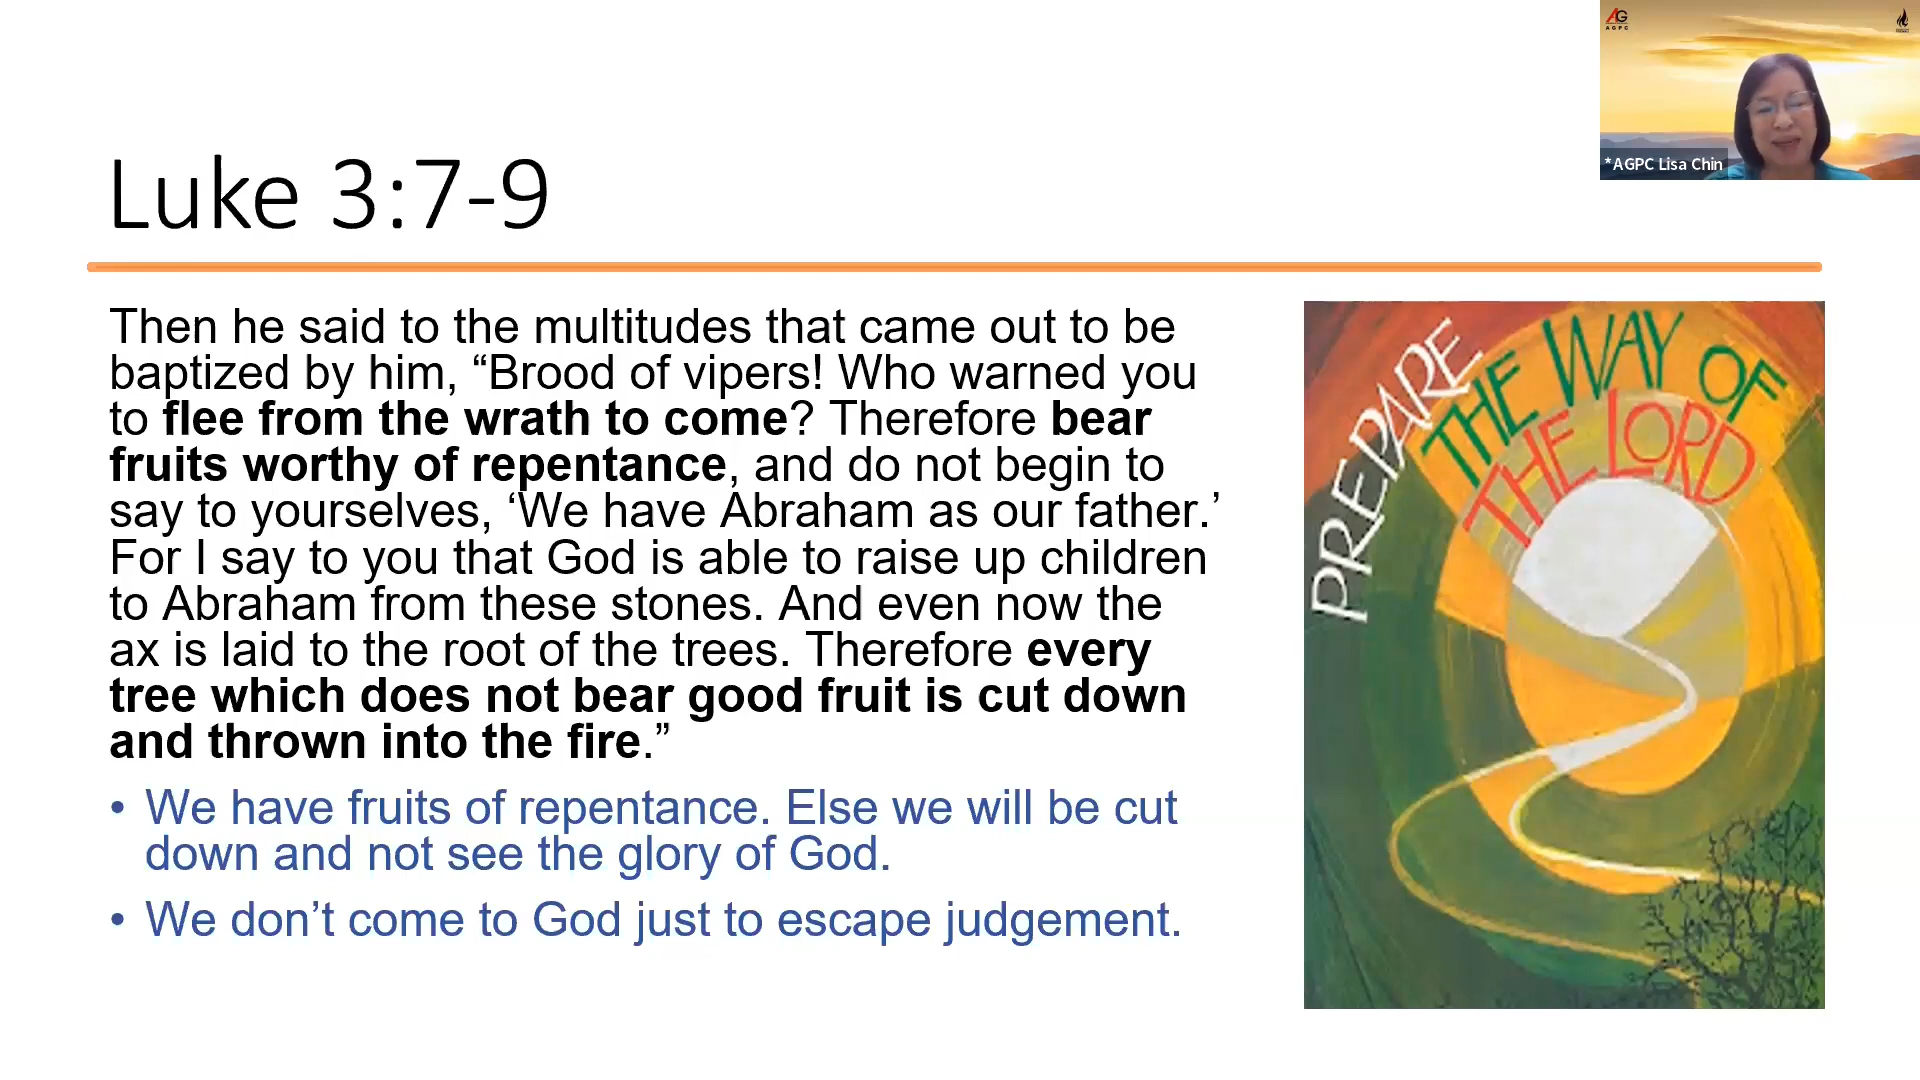 AG
AGPC
*AGPC Lisa Chin
Luke 3:7-9
Then he said to the multitudes that came out to be
baptized by him, “Brood of vipers! Who warned you
to flee from the wrath to come? Therefore bear
fruits worthy of repentance, and do not begin to
say to yourselves, ‘We have Abraham as our father.’
For I say to you that God is able to raise up children
to Abraham from these stones. And even now the
ax is laid to the root of the trees. Therefore every
tree which does not bear good fruit is cut down
and thrown into the fire.”
• We have fruits of repentance. Else we will be cut
down and not see the glory of God.
• We don’t come to God just to escape judgement.
PREPARE
THE WAY OF
THE LORD